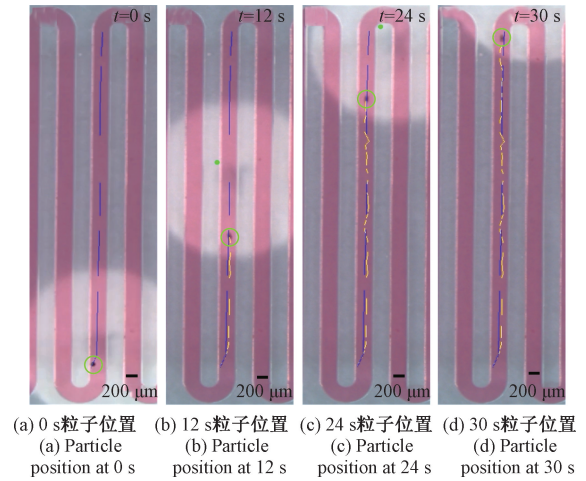 t=0 s
t=12 s
t=24 s
t=30 s
200 μm
200 μm
200 μm
200 μm
(a) 0 s粒子位置
(a) Particle
position at 0 s
(b) 12 s粒子位置
(b) Particle
position at 12 s
(c) 24 s粒子位置
(c) Particle
position at 24 s
(d) 30 s粒子位置
(d) Particle
position at 30 s